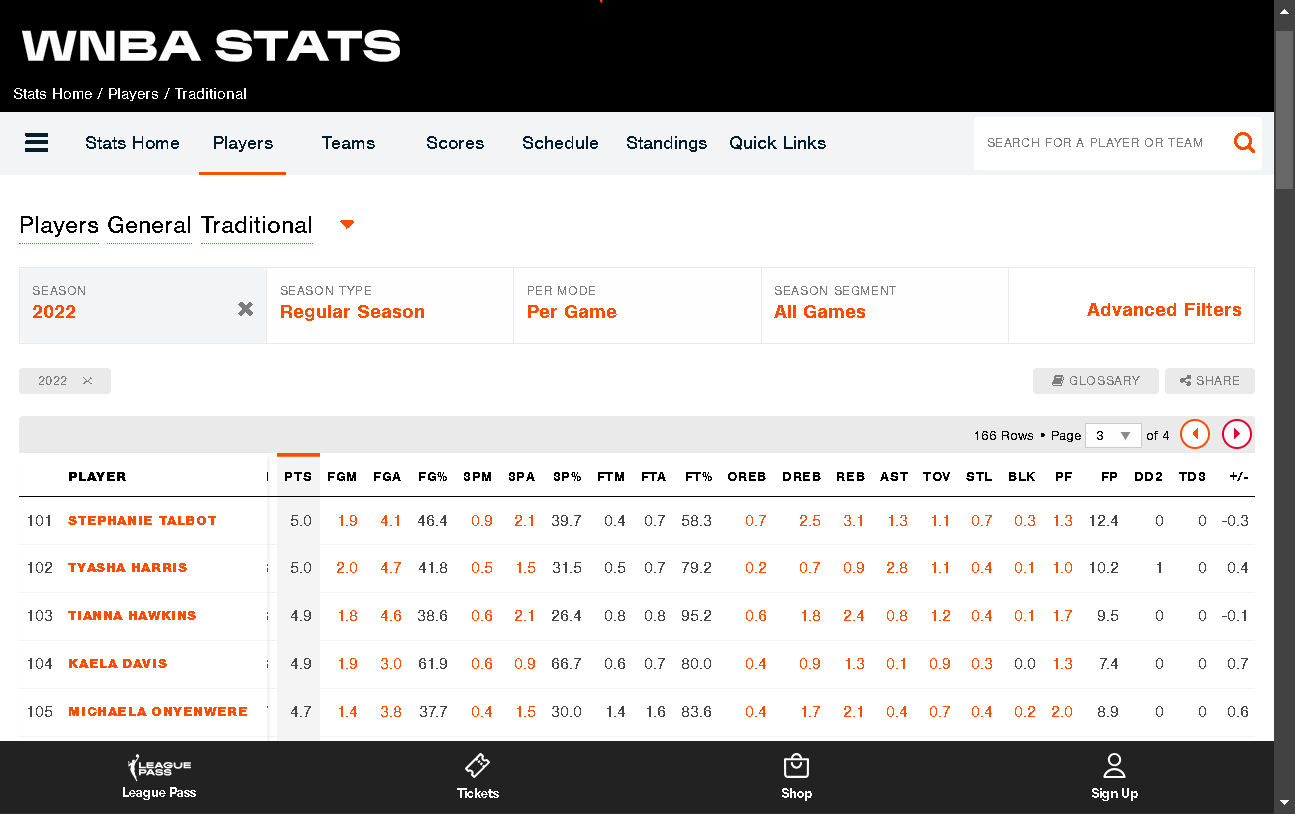 WNBA STATS
Stats Home / Players / Traditional
Stats Home Players Teams Scores Schedule Standings Quick Links SEARCH FOR A PLAYER OR TEAM
Players General Traditional
SEASON SEASON TYPE PER MODE SEASON SEGMENT
2022 Regular Season Per Game All Games Advanced Filters
2022 GLOSSARY SHARE
166 Rows • Page 3 of 4
PLAYER PTS FGM FGA FG% 3PM 3PA 3P% FTM FTA FT% OREB DREB REB AST TOV STL BLK PF FP DD2 TD3 +/-
101 STEPHANIE TALBOT 5.0 1.9 4.1 46.4 0.9 2.1 39.7 0.4 0.7 58.3 0.7 2.5 3.1 1.3 1.1 0.7 0.3 1.3 12.4 0 0 -0.3
102 TYASHA HARRIS 5.0 2.0 4.7 41.8 0.5 1.5 31.5 0.5 0.7 79.2 0.2 0.7 0.9 2.8 1.1 0.4 0.1 1.0 10.2 1 0 0.4
103 TIANNA HAWKINS 4.9 1.8 4.6 38.6 0.6 2.1 26.4 0.8 0.8 95.2 0.6 1.8 2.4 0.8 1.2 0.4 0.1 1.7 9.5 0 0 -0.1
104 KAELA DAVIS 4.9 1.9 3.0 61.9 0.6 0.9 66.7 0.6 0.7 80.0 0.4 0.9 1.3 0.1 0.9 0.3 0.0 1.3 7.4 0 0 0.7
105 MICHAELA ONYENWERE 4.7 1.4 3.8 37.7 0.4 1.5 30.0 1.4 1.6 83.6 0.4 1.7 2.1 0.4 0.7 0.4 0.2 2.0 8.9 0 0 0.6
LEAGUE
PASS
League Pass Tickets Shop Sign Up